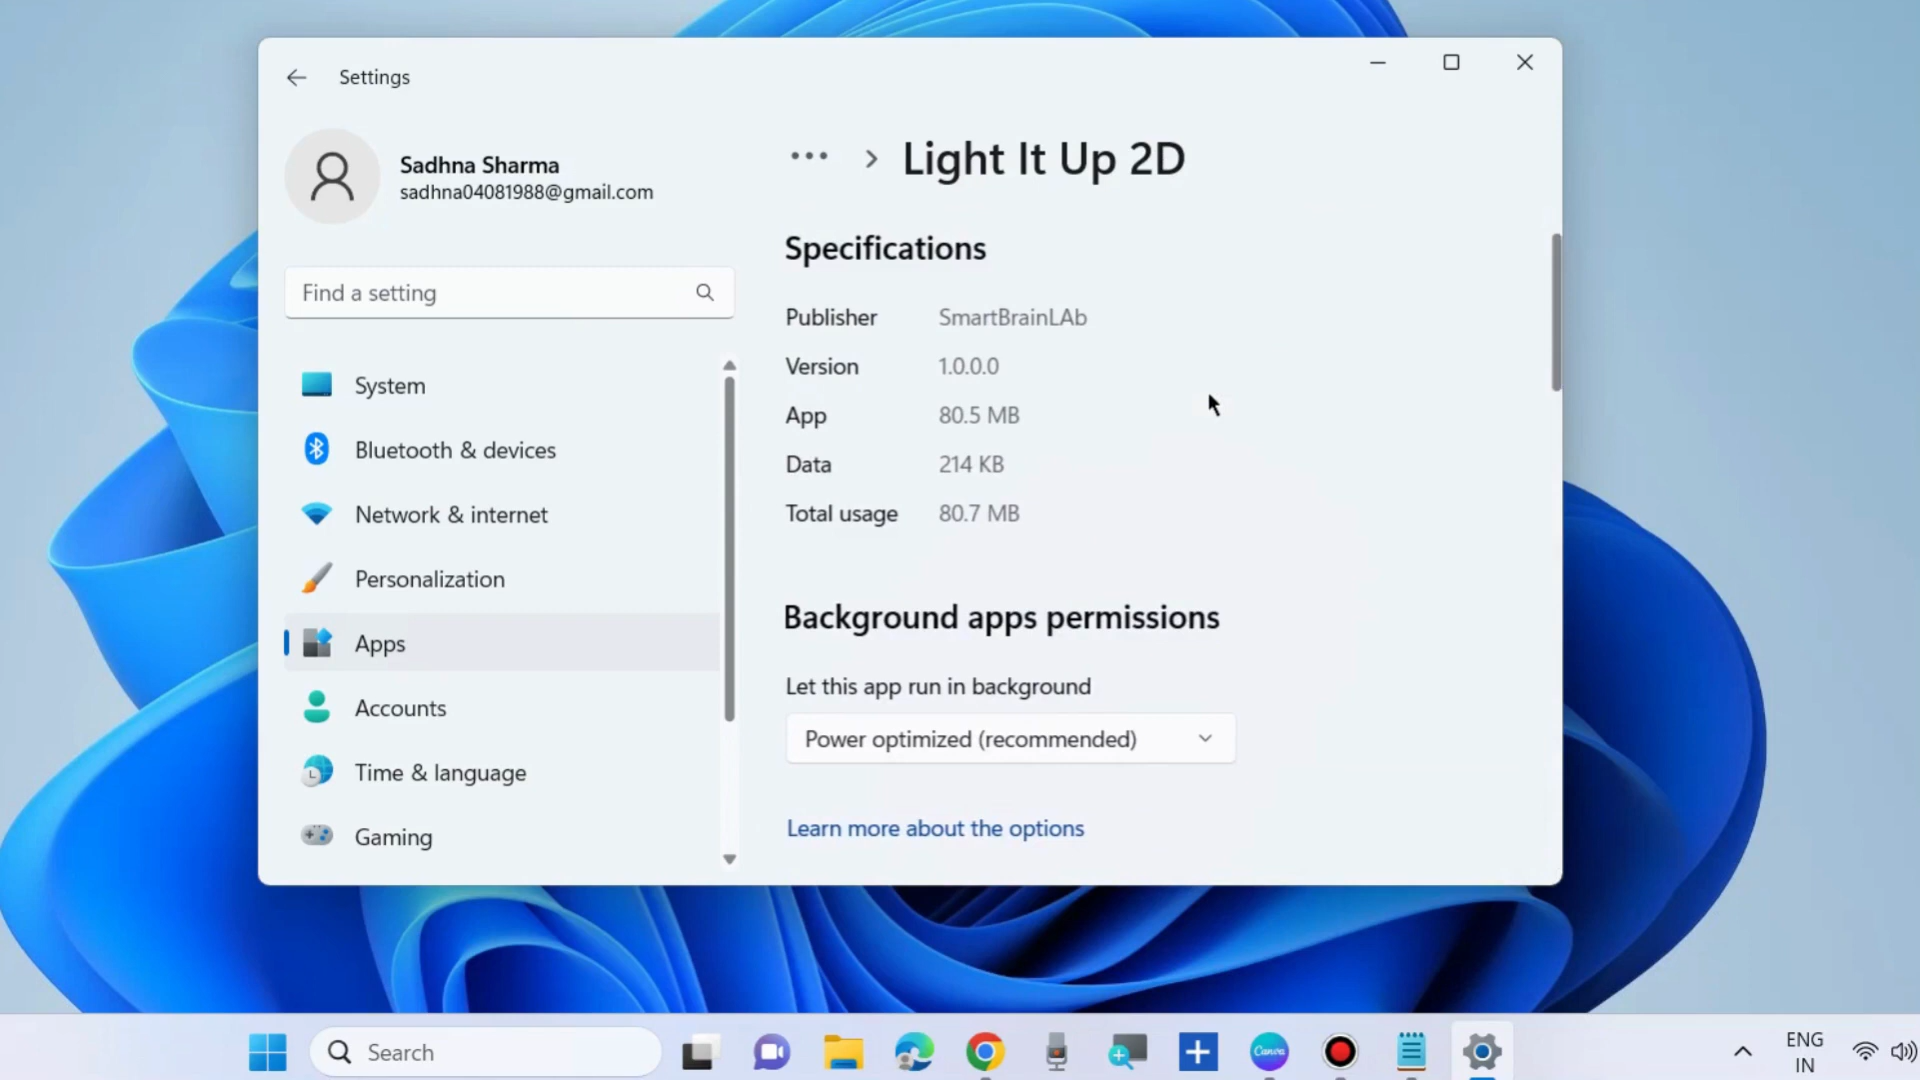 Settings
Sadhna Sharma
sadhna04081988@gmail.com
Find a setting
System
Bluetooth & devices
Network & internet
Personalization
Apps
Accounts
Time & language
Gaming
... > Light It Up 2D
Specifications
Publisher SmartBrainLAb
Version 1.0.0.0
App 80.5 MB
Data 214 KB
Total usage 80.7 MB
Background apps permissions
Let this app run in background
Power optimized (recommended)
Learn more about the options
Search
Canva
ENG
IN